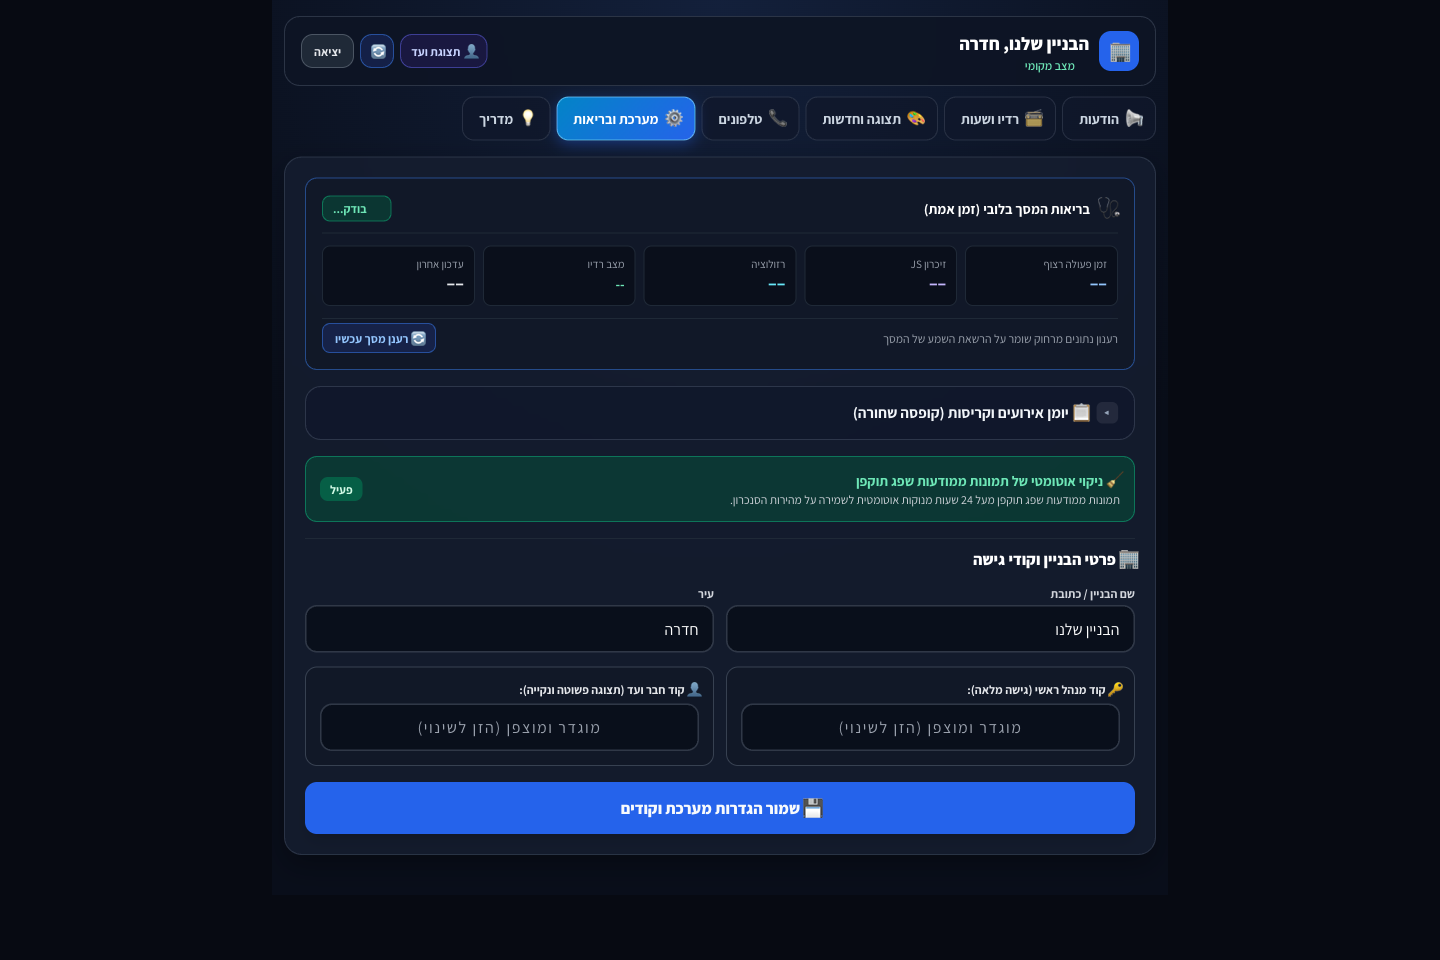 הבניין שלנו, חדרה
מצב מקומי
תצוגת ועד
יציאה
הודעות
רדיו ושעות
תצוגה וחדשות
טלפונים
מערכת ובריאות
מדריך
בריאות המסך בלובי (זמן אמת)
בודק...
זמן פעולה רצוף
--
זיכרון JS
--
רזולוציה
--
מצב רדיו
--
עדכון אחרון
--
רענון נתונים מרחוק שומר על הרשאת השמע של המסך
רענן מסך עכשיו
יומן אירועים וקריסות (קופסה שחורה)
ניקוי אוטומטי של תמונות ממודעות שפג תוקפן
תמונות ממודעות שפג תוקפן מעל 24 שעות מנוקות אוטומטית לשמירה על מהירות הסנכרון.
פעיל
פרטי הבניין וקודי גישה
שם הבניין / כתובת
עיר
הבניין שלנו
חדרה
קוד מנהל ראשי (גישה מלאה):
קוד חבר ועד (תצוגה פשוטה ונקייה):
מוגדר ומוצפן (הזן לשינוי)
מוגדר ומוצפן (הזן לשינוי)
שמור הגדרות מערכת וקודים